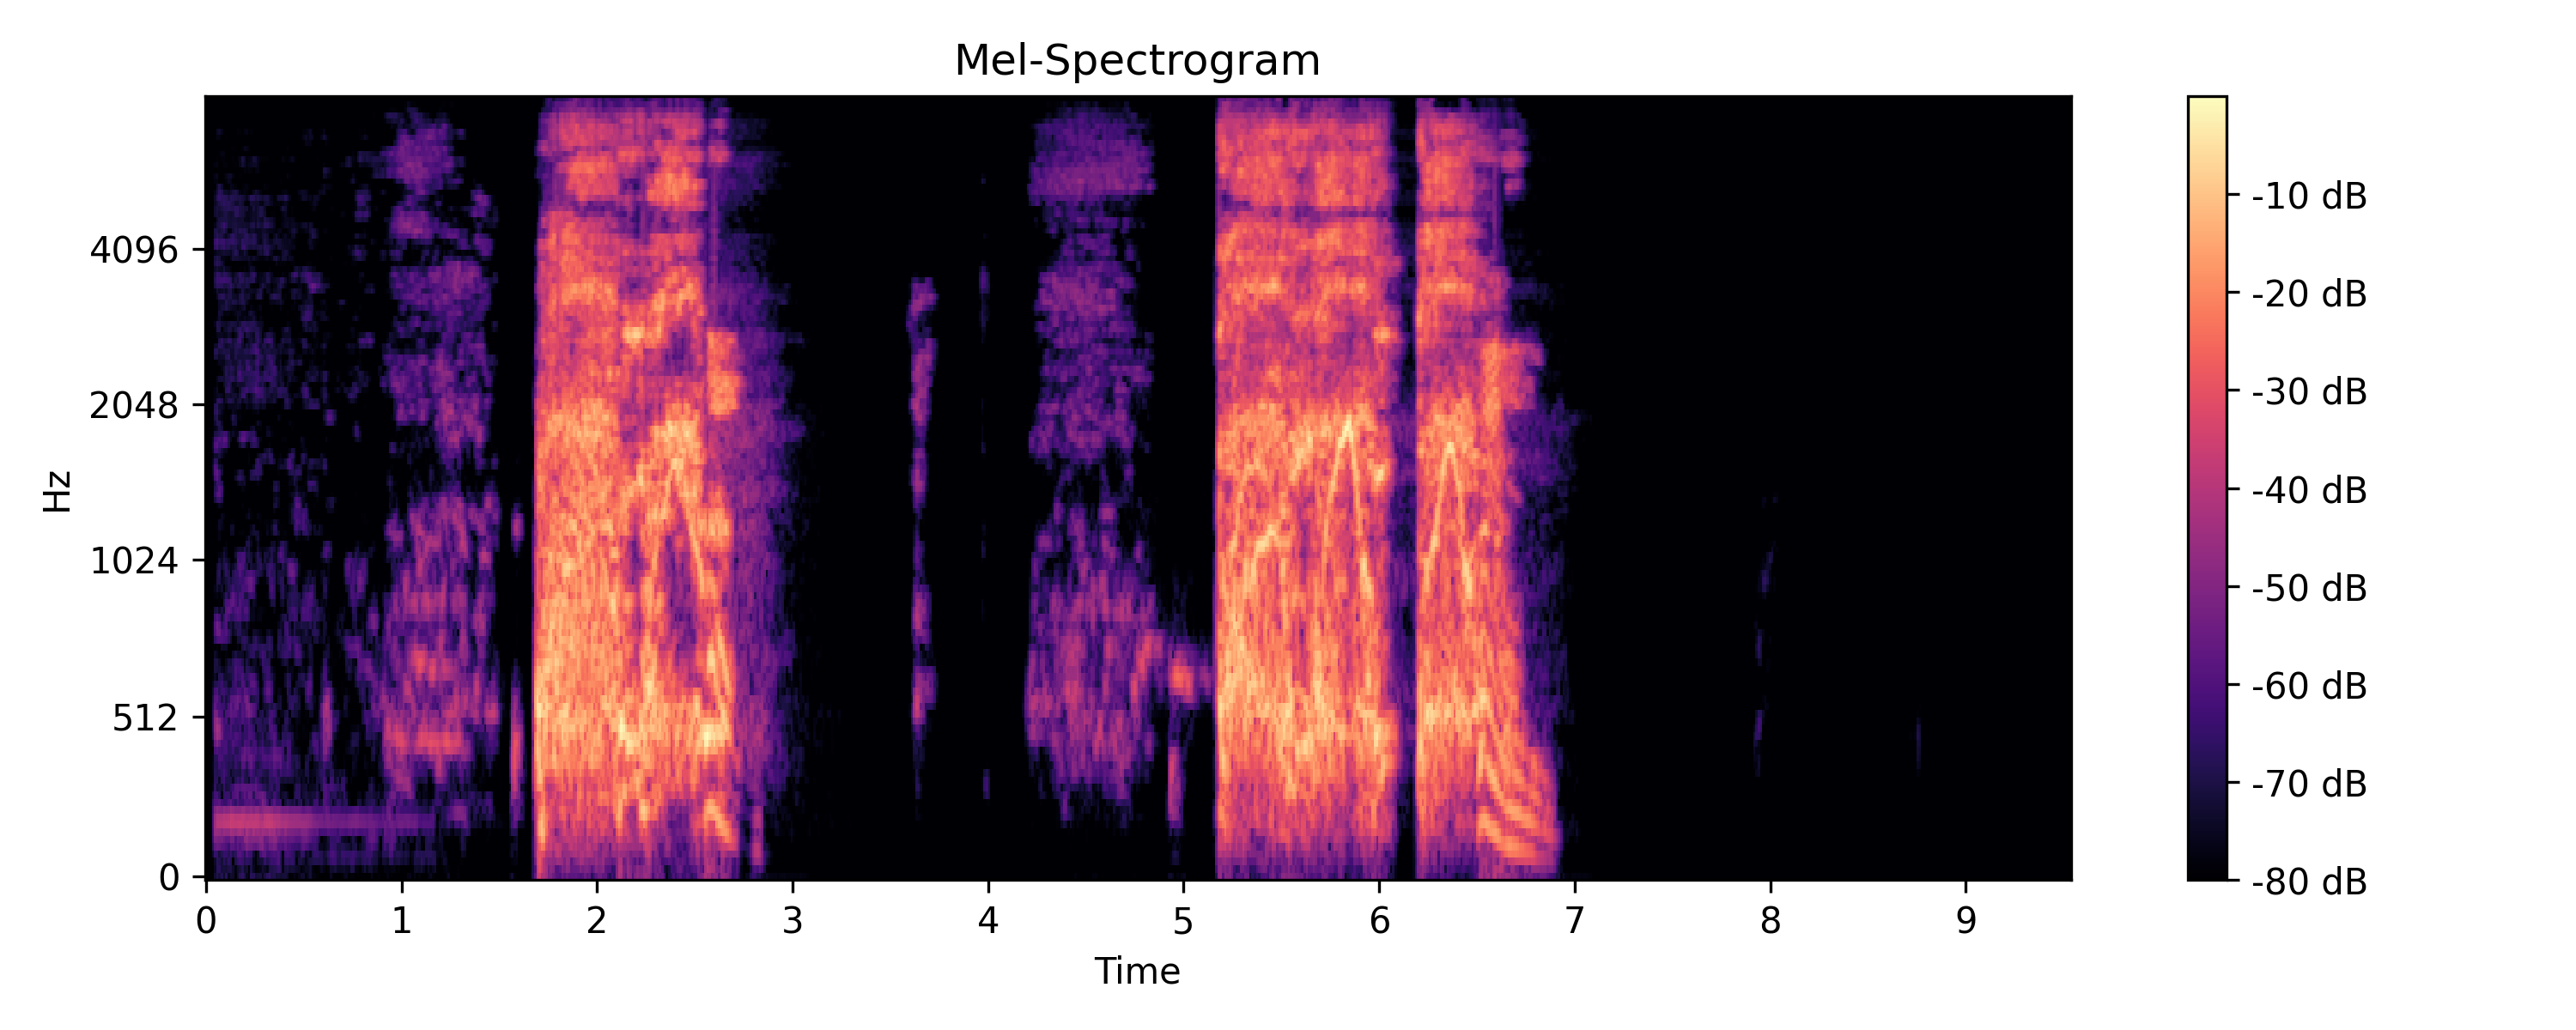 Mel-Spectrogram
Hz
4096
2048
1024
512
0
0 1 2 3 4 5 6 7 8 9
Time
-10 dB
-20 dB
-30 dB
-40 dB
-50 dB
-60 dB
-70 dB
-80 dB